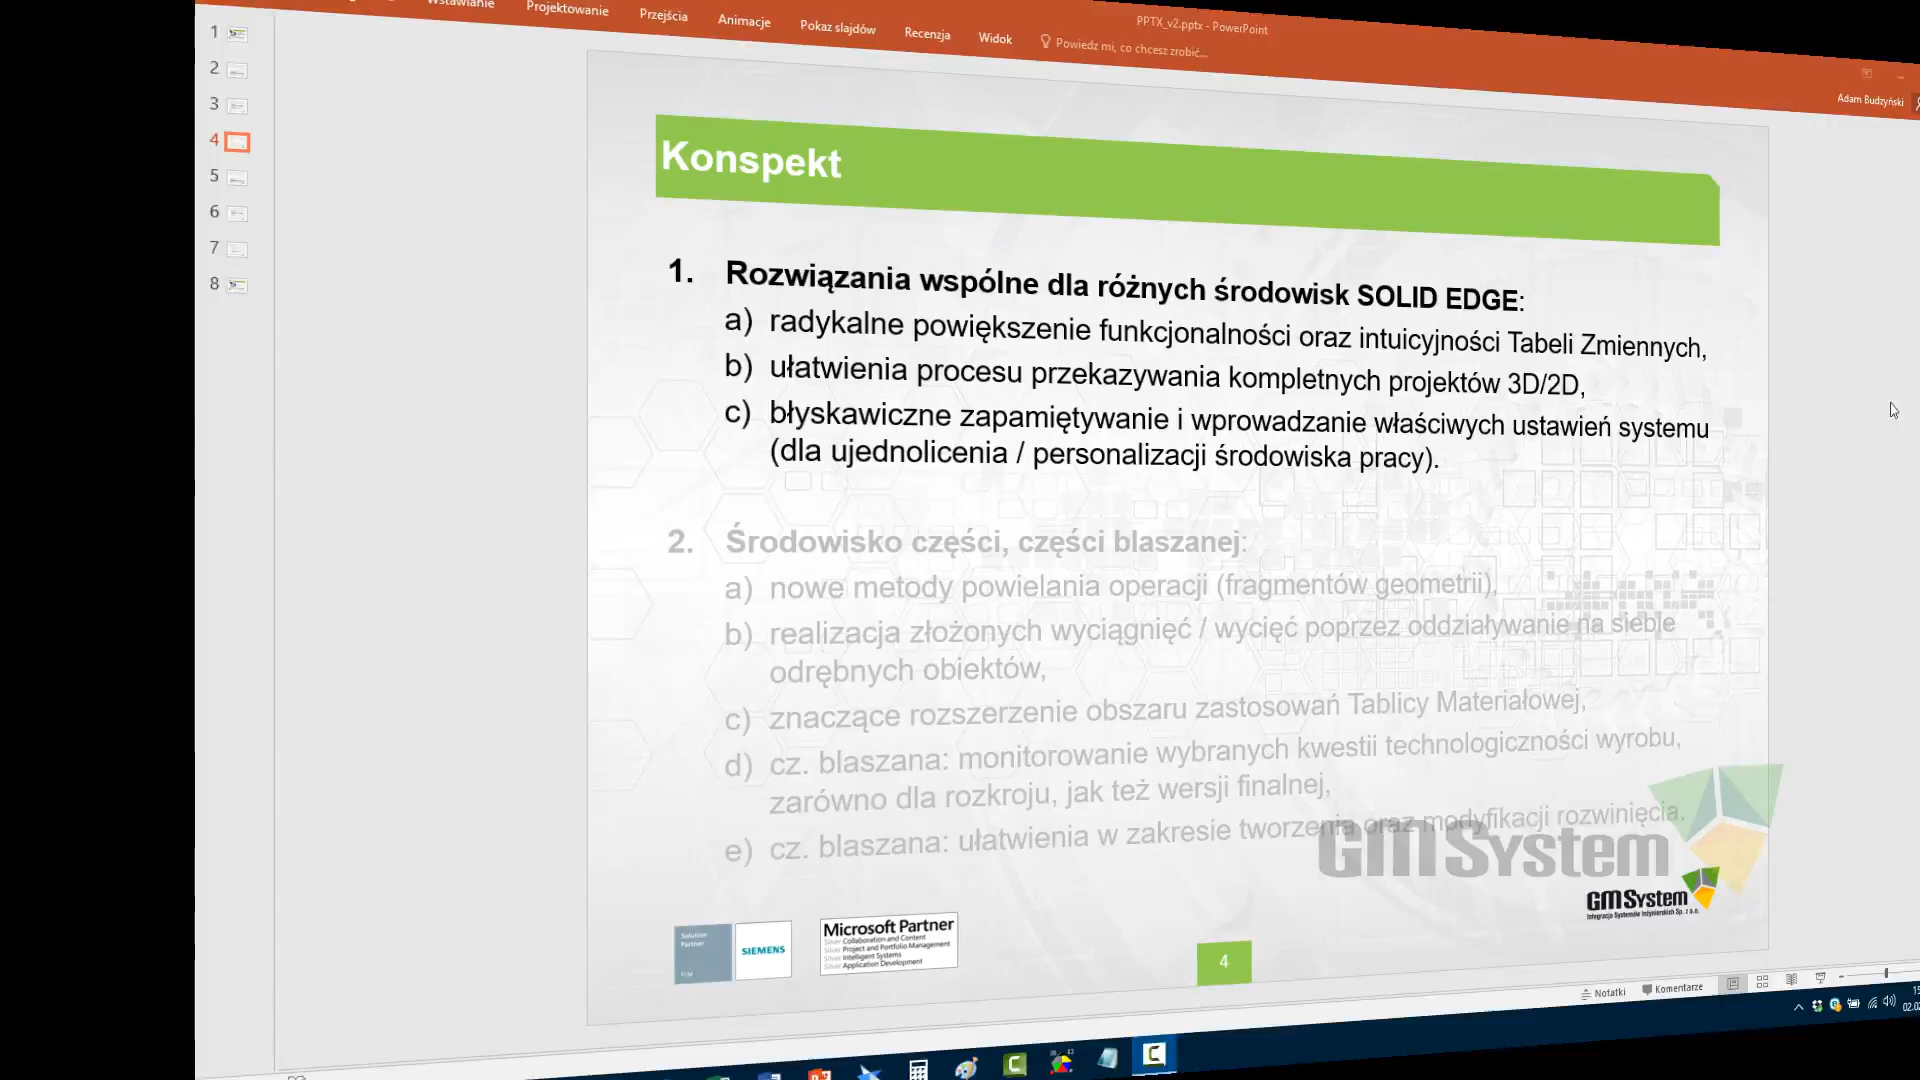 Wstawianie
Projektowanie
Przejścia
Animacje
Pokaz slajdów
Recenzja
Widok
Powiedz mi, co chcesz zrobić...
PPTX_v2.pptx - PowerPoint
Adam Budzyński
1
2
3
4
5
6
7
8
Konspekt
1. Rozwiązania wspólne dla różnych środowisk SOLID EDGE:
a) radykalne powiększenie funkcjonalności oraz intuicyjności Tabeli Zmiennych,
b) ułatwienia procesu przekazywania kompletnych projektów 3D/2D,
c) błyskawiczne zapamiętywanie i wprowadzanie właściwych ustawień systemu
(dla ujednolicenia / personalizacji środowiska pracy).
2. Środowisko części, części blaszanej:
a) nowe metody powielania operacji (fragmentów geometrii),
b) realizacja złożonych wyciągnięć / wycięć poprzez oddziaływanie na siebie
odrębnych obiektów,
c) znaczące rozszerzenie obszaru zastosowań Tablicy Materiałowej,
d) cz. blaszana: monitorowanie wybranych kwestii technologiczności wyrobu,
zarówno dla rozkroju, jak też wersji finalnej,
e) cz. blaszana: ułatwienia w zakresie tworzenia oraz modyfikacji rozwinięcia.
GMSystem
GMSystem
Integracja Systemów Inżynierskich Sp. z o.o.
Solution
Partner
PLM
SIEMENS
Microsoft Partner
Silver Collaboration and Content
Silver Project and Portfolio Management
Silver Intelligent Systems
Silver Application Development
4
Notatki
Komentarze